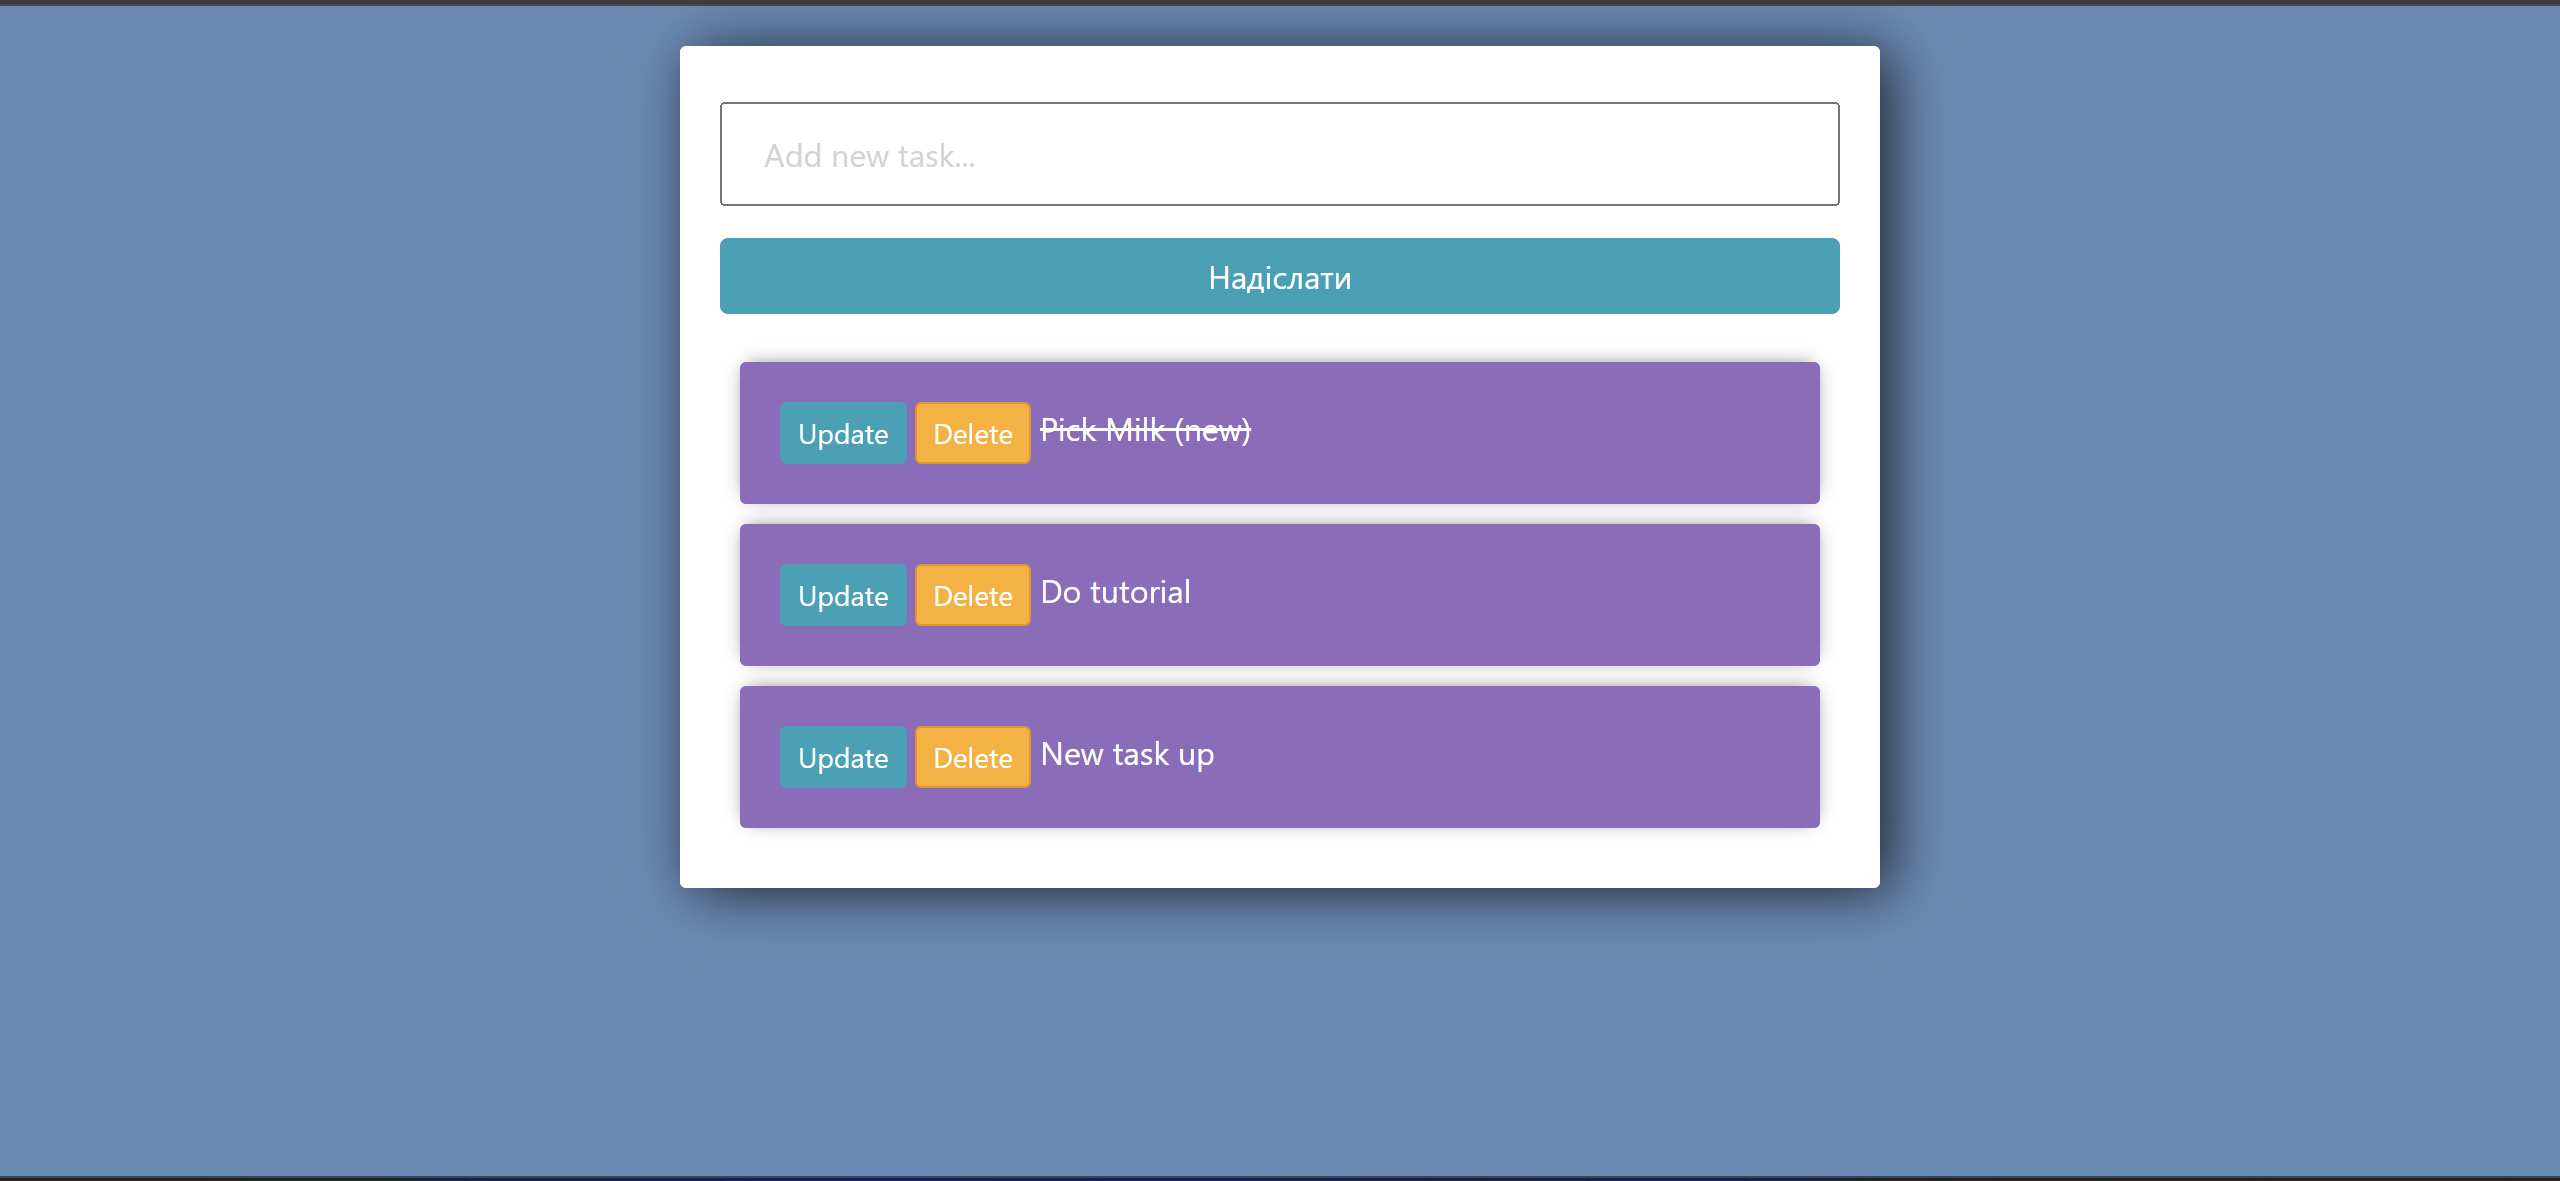 Add new task...
Надіслати
Update Delete Pick Milk (new)
Update Delete Do tutorial
Update Delete New task up